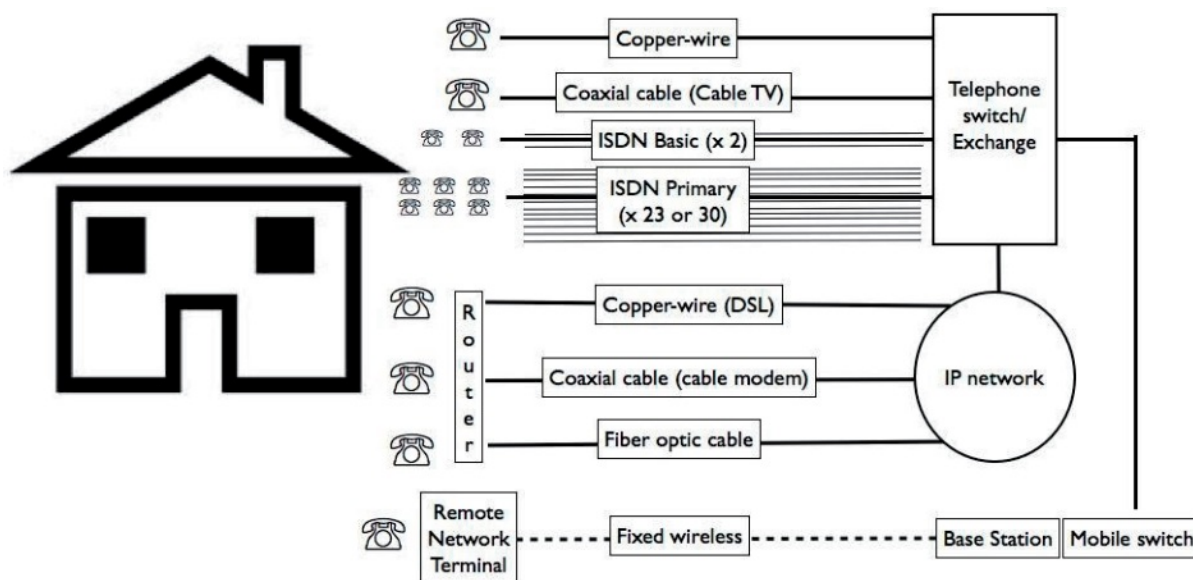 Copper-wire
Coaxial cable (Cable TV)
ISDN Basic (x 2)
ISDN Primary
(x 23 or 30)
Telephone
switch/
Exchange
Router
Copper-wire (DSL)
Coaxial cable (cable modem)
Fiber optic cable
IP network
Remote
Network
Terminal
Fixed wireless
Base Station
Mobile switch